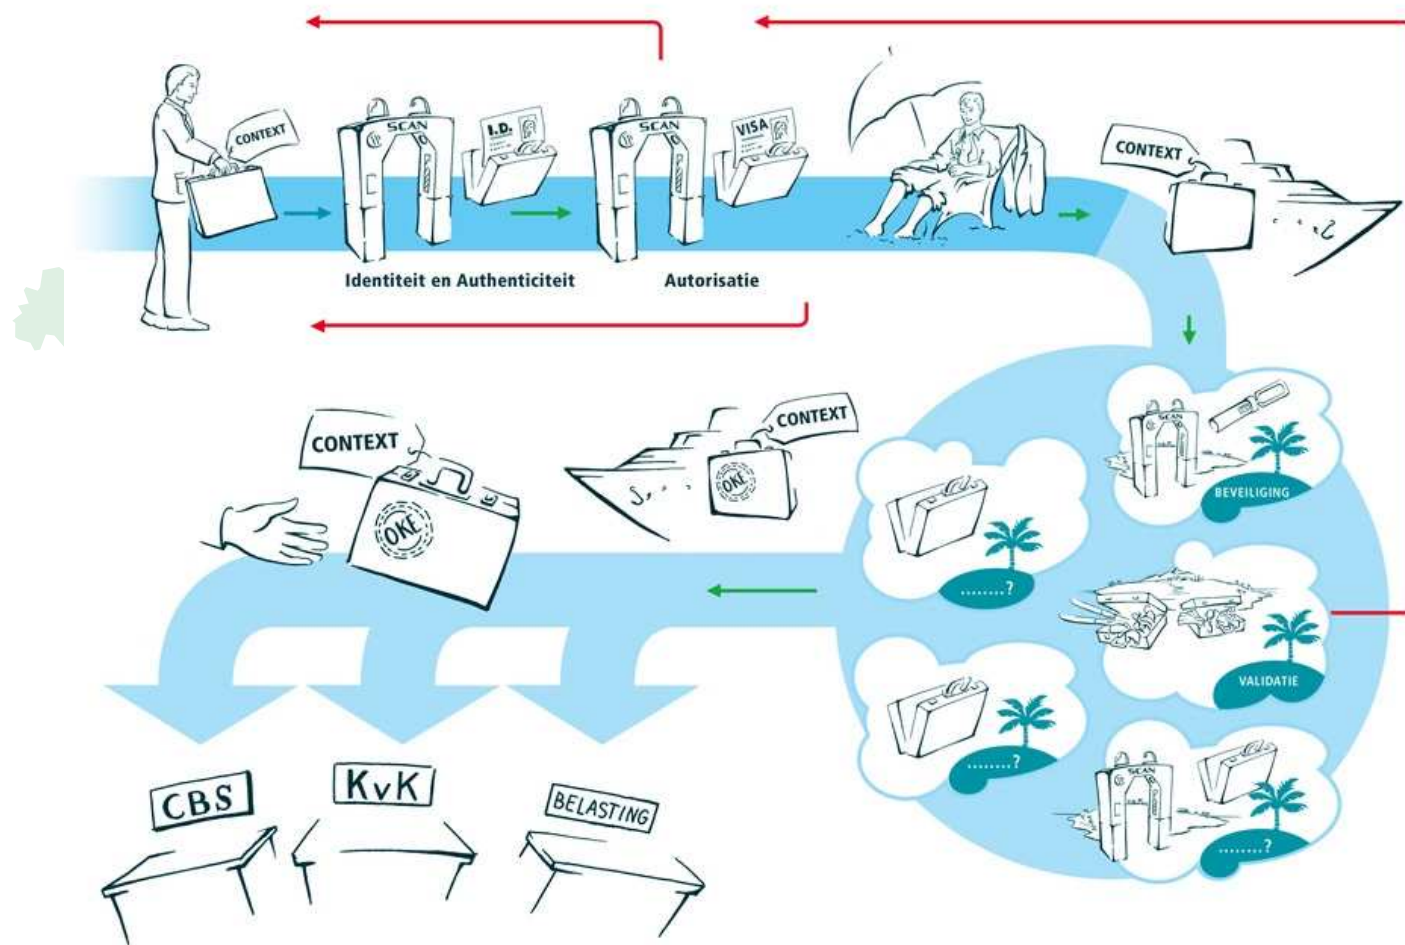 CONTEXT
SCAN
I.D.
SCAN
VISA
CONTEXT
Identiteit en Authenticiteit
Autorisatie
CONTEXT
OKE
CONTEXT
OKE
SCAN
BEVEILIGING
........?
VALIDATIE
........?
SCAN
........?
CBS
KvK
BELASTING